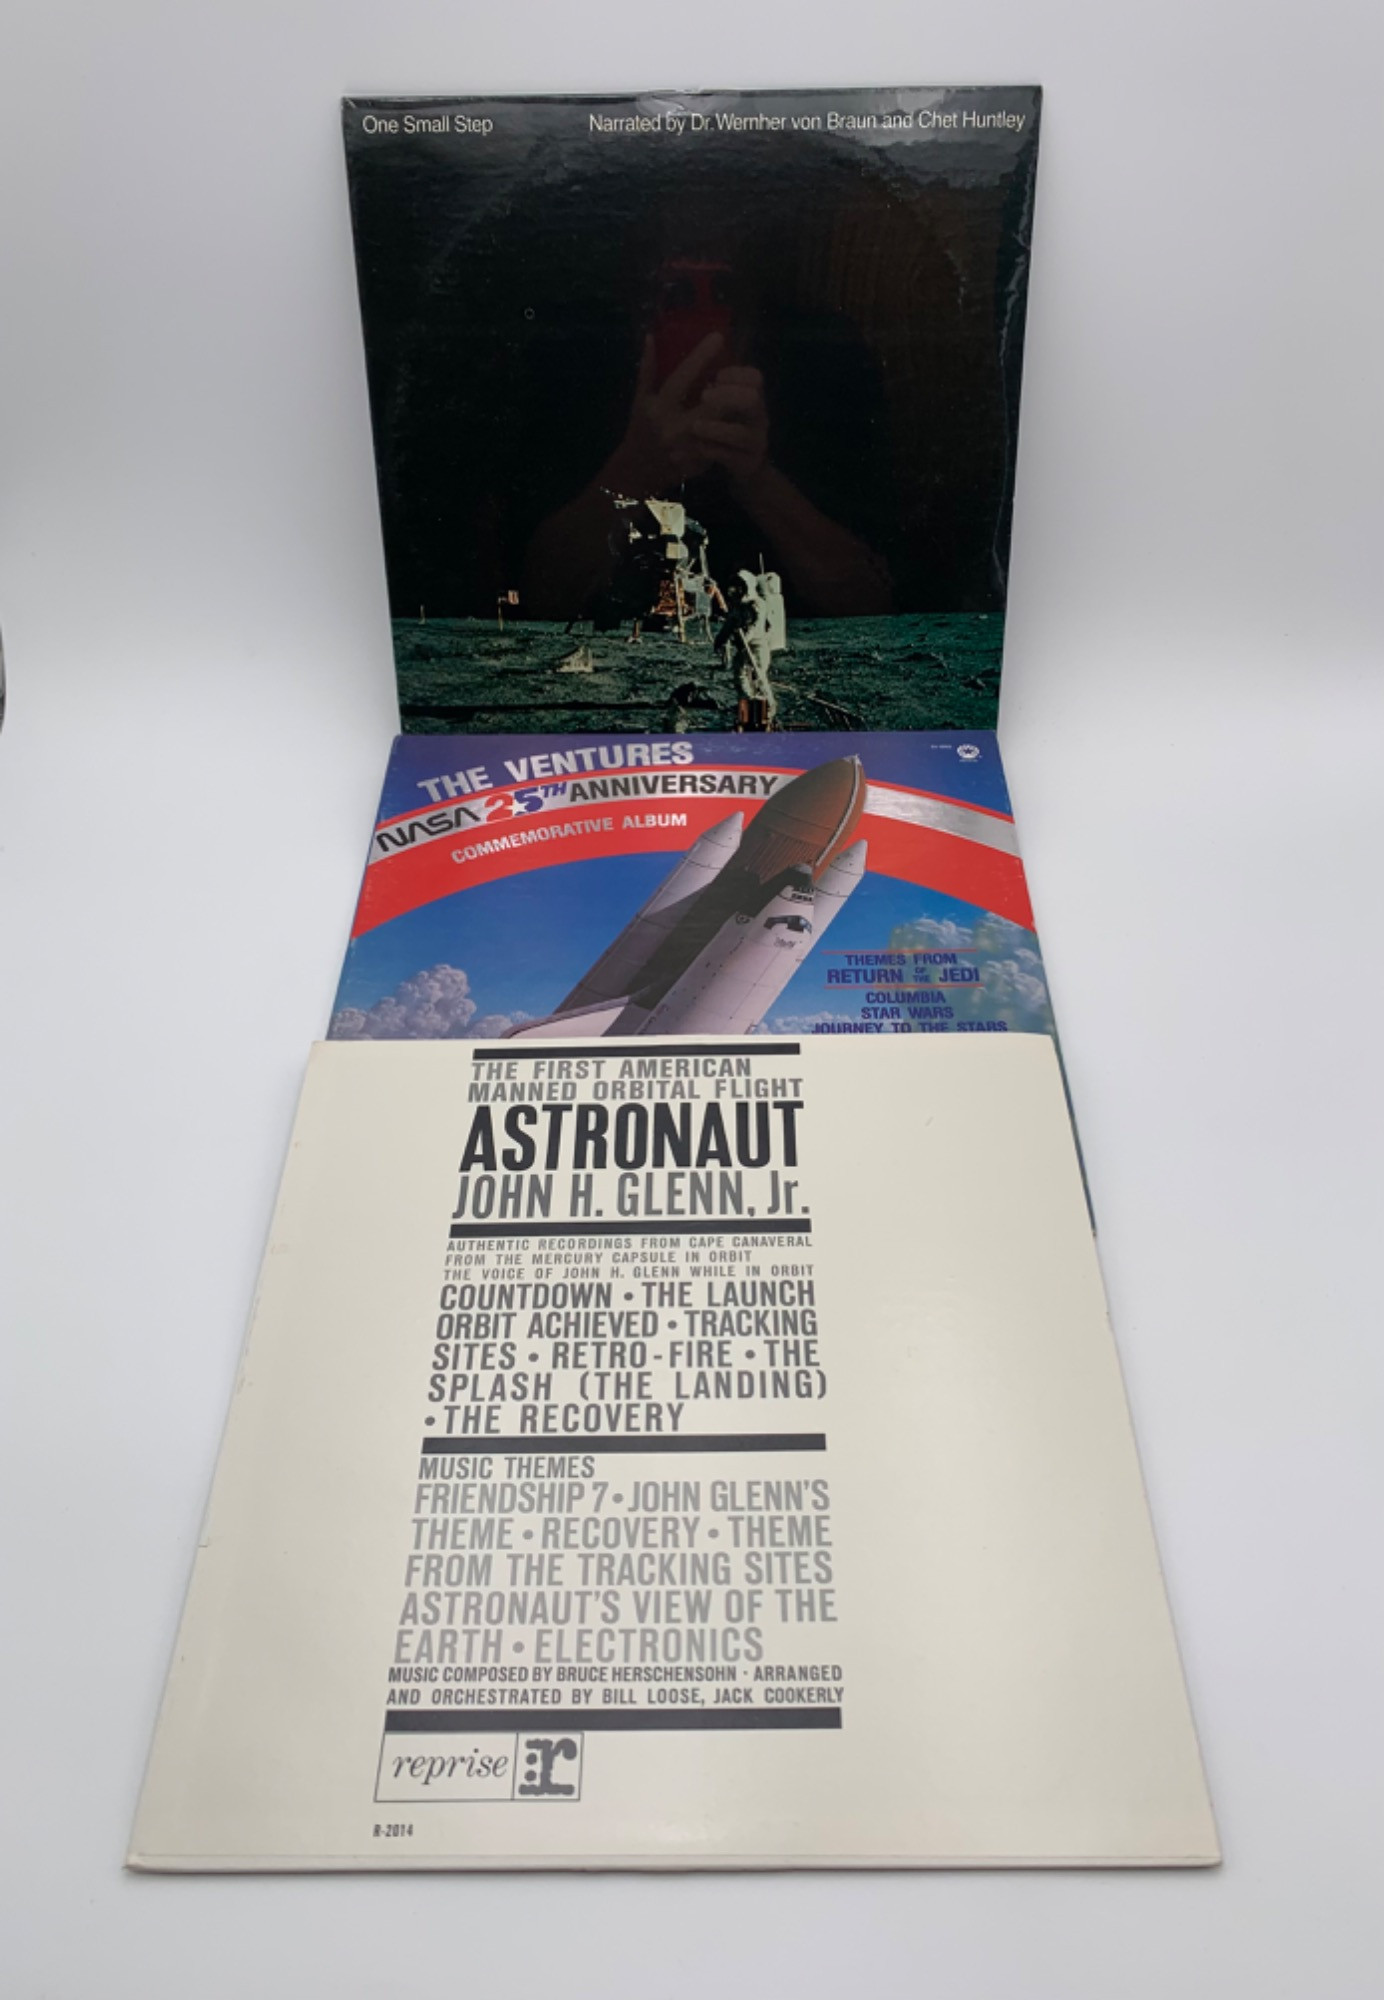 One Small Step
Narrated by Dr. Wernher von Braun and Chet Huntley
THE VENTURES
NASA 25TH ANNIVERSARY
COMMEMORATIVE ALBUM
THEMES FROM
RETURN OF THE JEDI
COLUMBIA
STAR WARS
JOURNEY TO THE STARS
THE FIRST AMERICAN
MANNED ORBITAL FLIGHT
ASTRONAUT
JOHN H. GLENN, Jr.
AUTHENTIC RECORDINGS FROM CAPE CANAVERAL
FROM THE MERCURY CAPSULE IN ORBIT
THE VOICE OF JOHN H. GLENN WHILE IN ORBIT
COUNTDOWN • THE LAUNCH
ORBIT ACHIEVED • TRACKING
SITES • RETRO-FIRE • THE
SPLASH (THE LANDING)
• THE RECOVERY
MUSIC THEMES
FRIENDSHIP 7 • JOHN GLENN'S
THEME • RECOVERY • THEME
FROM THE TRACKING SITES
ASTRONAUT'S VIEW OF THE
EARTH • ELECTRONICS
MUSIC COMPOSED BY BRUCE HERSCHENSOHN · ARRANGED
AND ORCHESTRATED BY BILL LOOSE, JACK COOKERLY
reprise r
R-2014